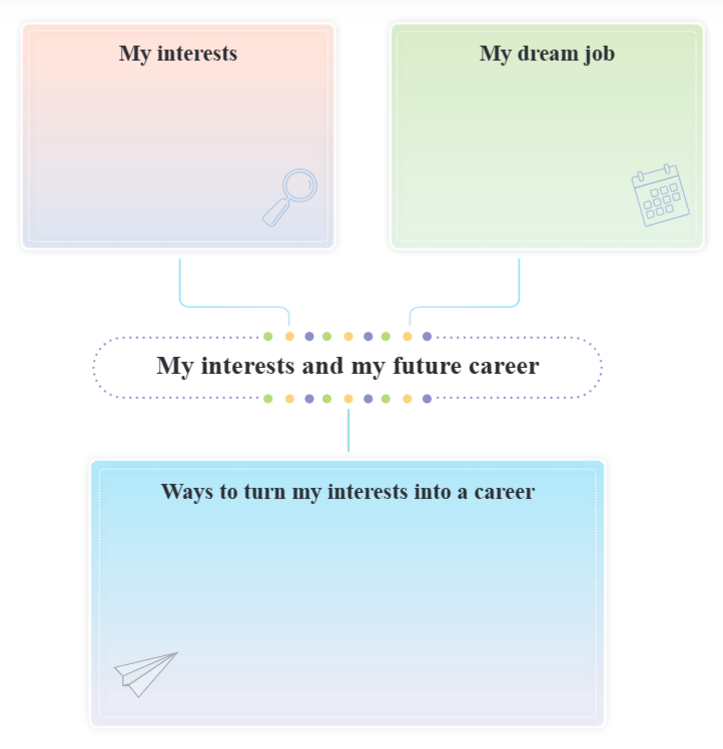 My interests
My dream job
My interests and my future career
Ways to turn my interests into a career